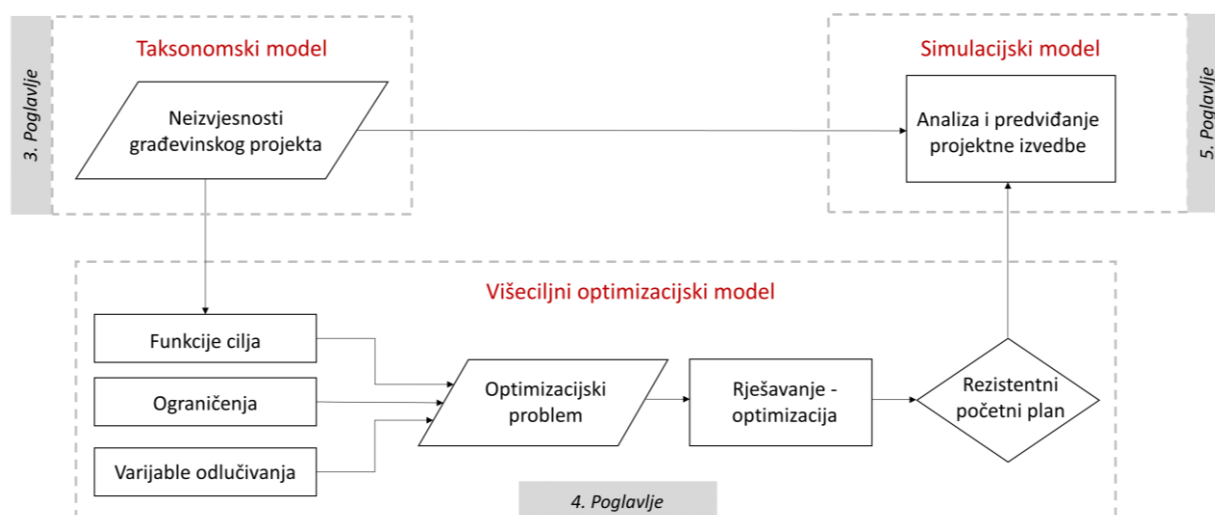 Taksonomski model
3. Poglavlje
Neizvjesnosti
građevinskog projekta
Simulacijski model
Analiza i predviđanje
projektne izvedbe
5. Poglavlje
Višeciljni optimizacijski model
Funkcije cilja
Ograničenja
Varijable odlučivanja
Optimizacijski
problem
Rješavanje -
optimizacija
Rezistentni
početni plan
4. Poglavlje